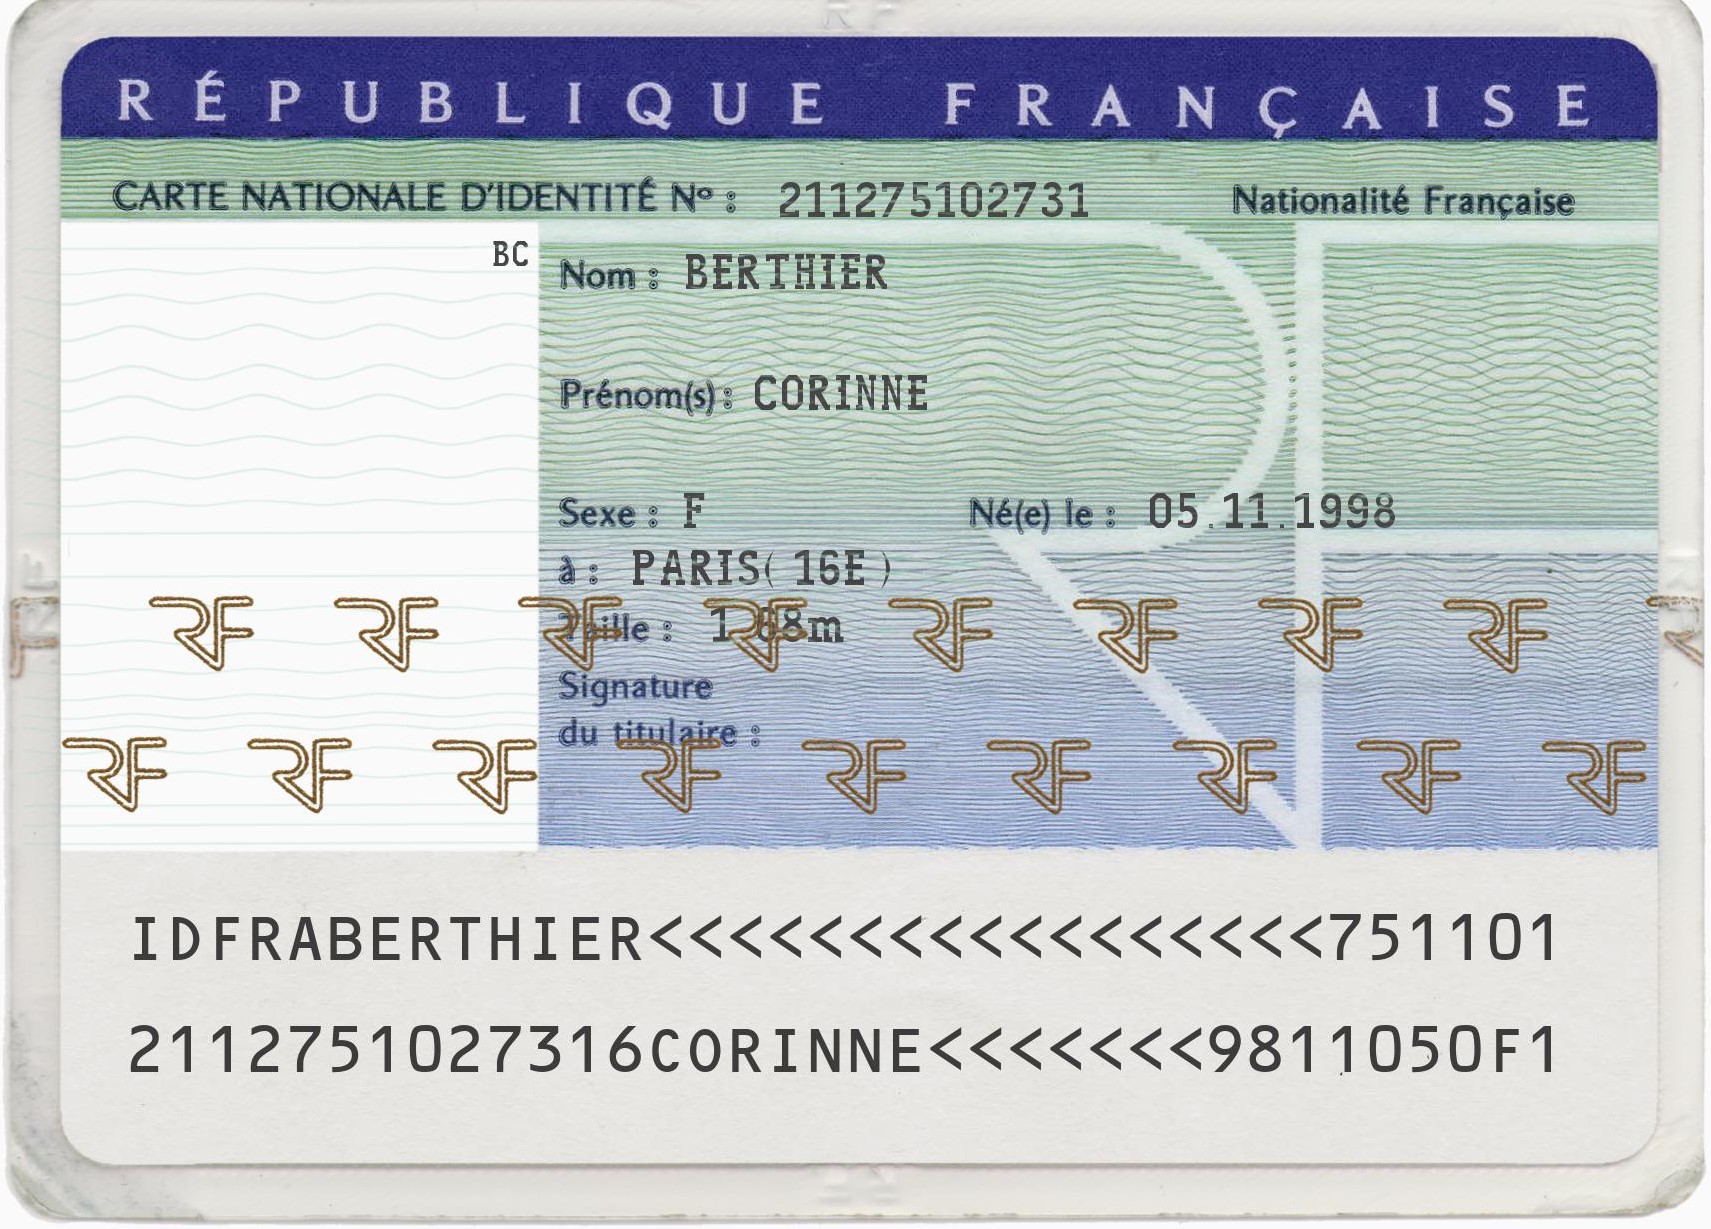 RÉPUBLIQUE FRANÇAISE
CARTE NATIONALE D'IDENTITÉ Nº : 211275102731 Nationalité Française
BC
Nom : BERTHIER
Prénom(s) : CORINNE
Sexe : F Né(e) le : 05.11.1998
à : PARIS( 16E )
Taille : 1,68m
Signature
du titulaire :
RF RF RF RF RF RF RF RF
RF RF RF RF RF RF RF RF RF
IDFRABERTHIER<<<<<<<<<<<<<<<<<751101
2112751027316CORINNE<<<<<<<9811050F1